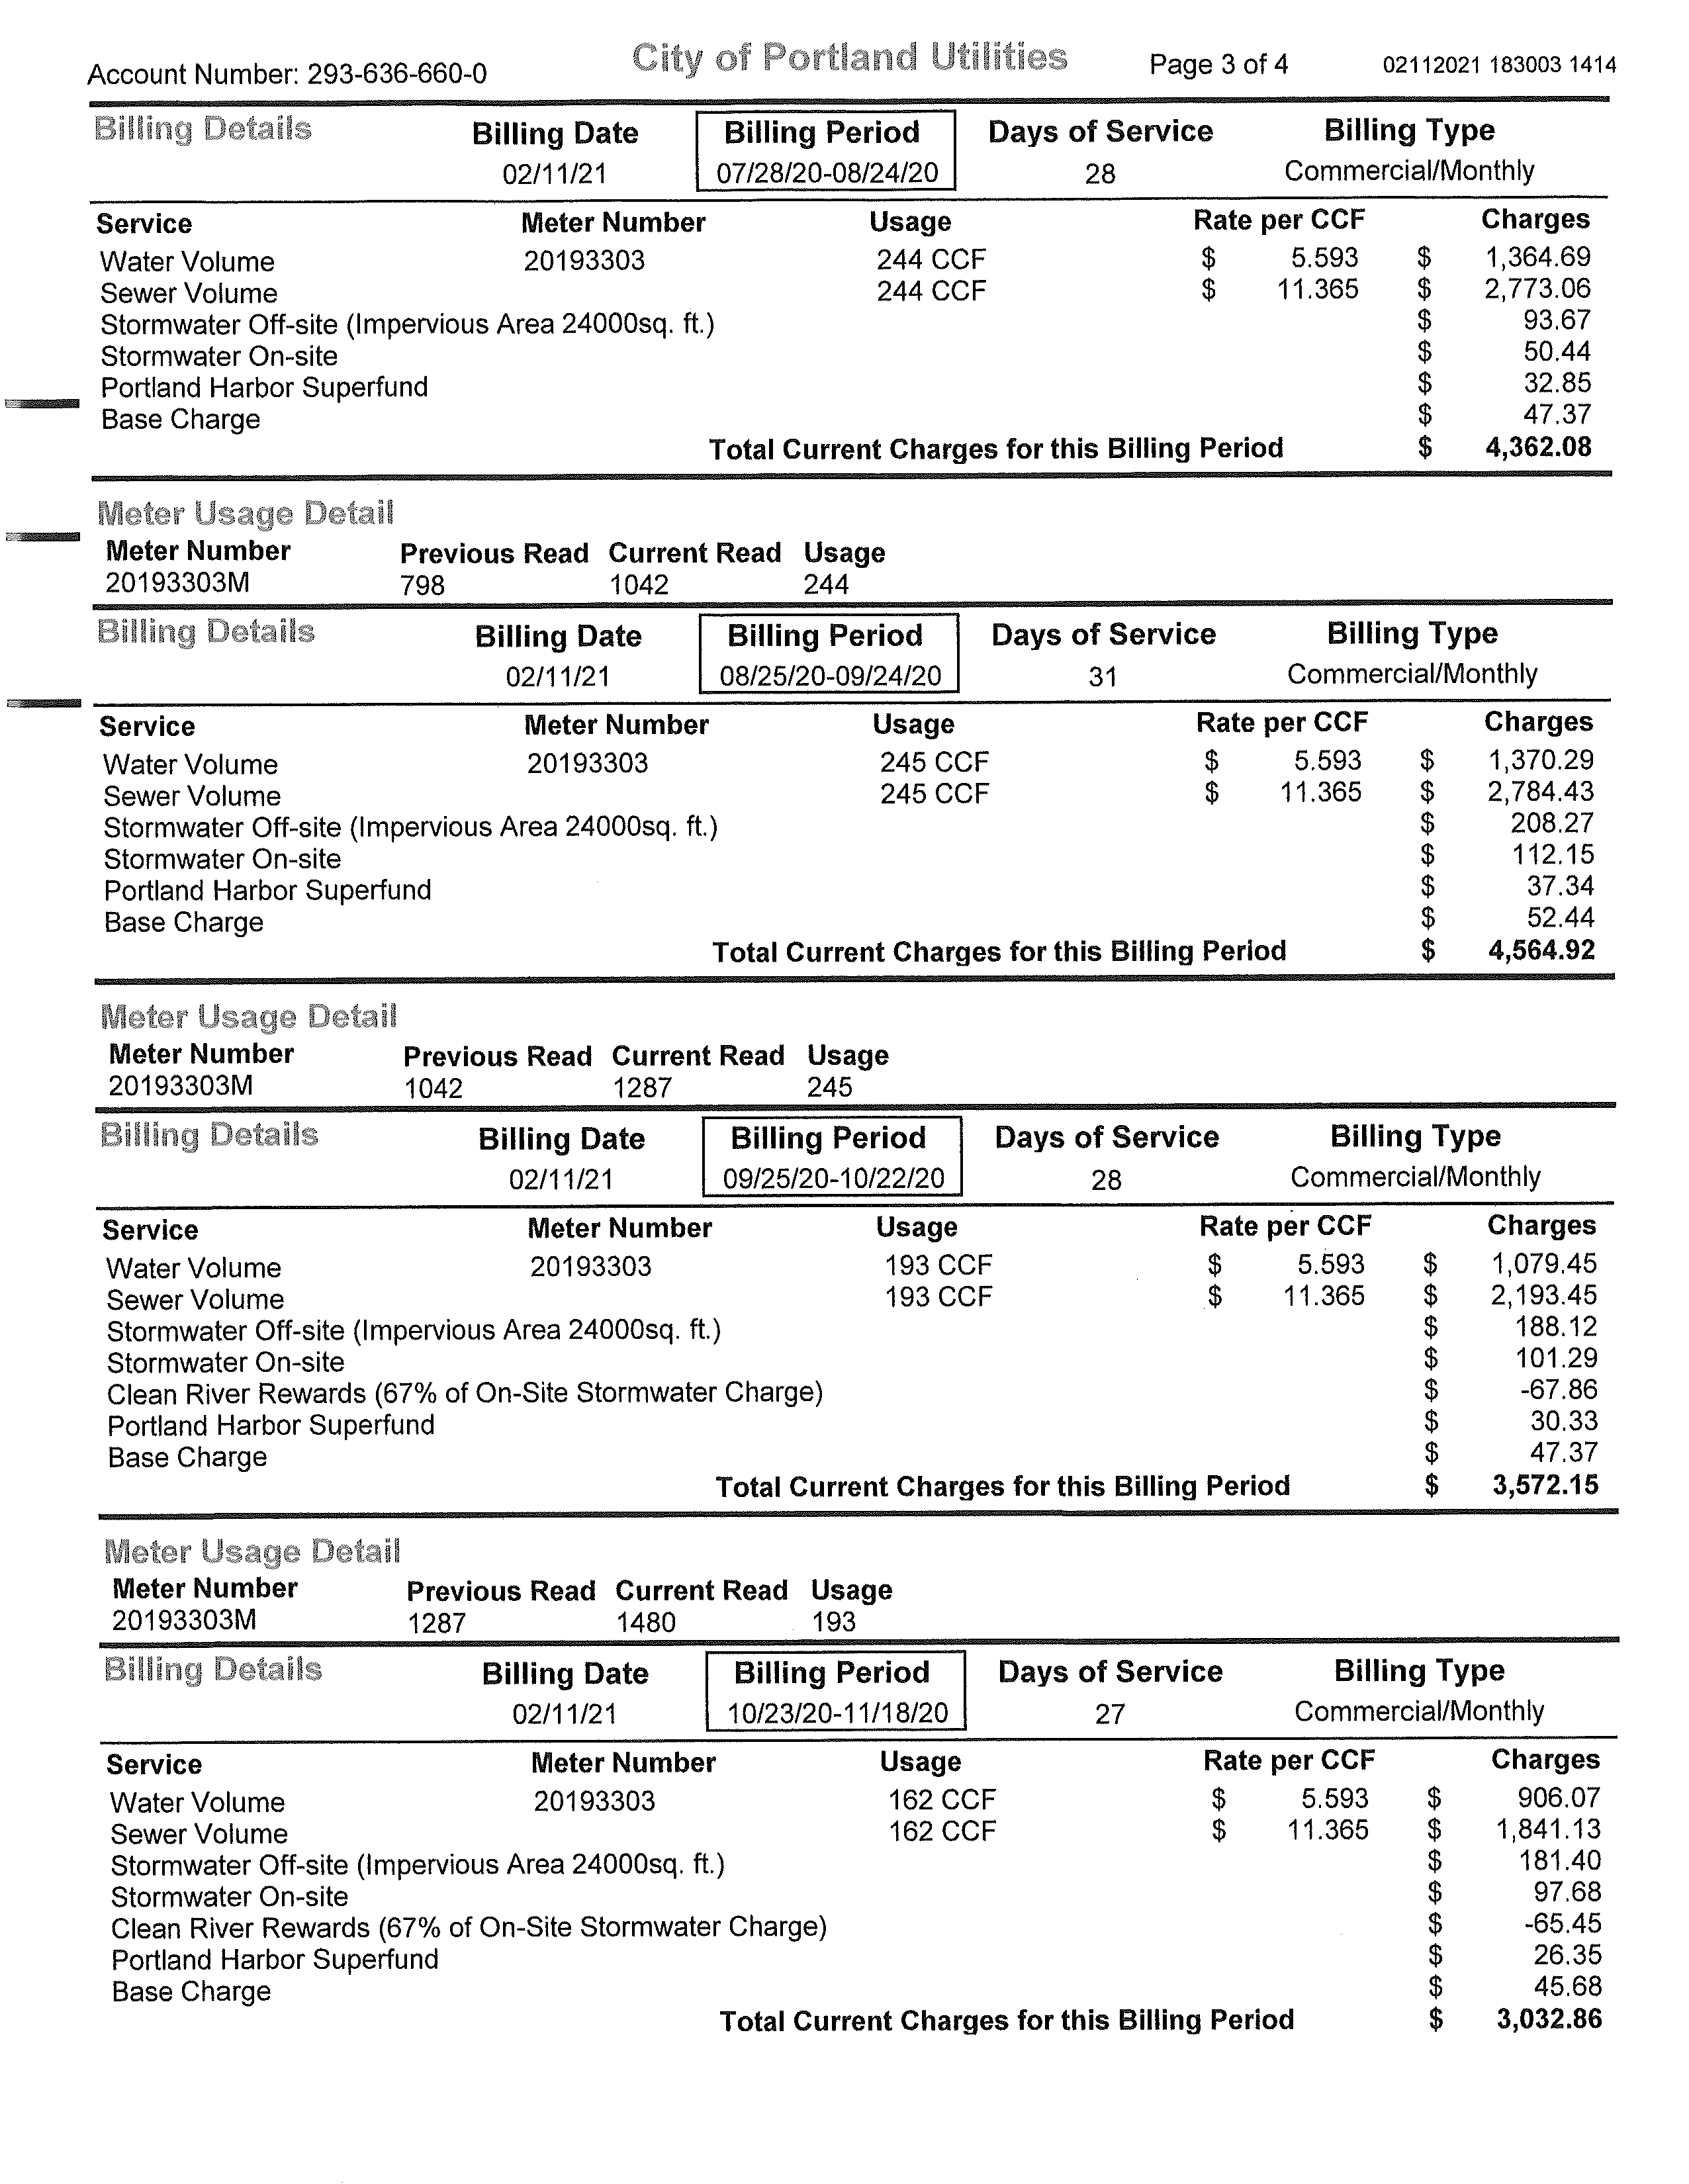 Account Number: 293-636-660-0 City of Portland Utilities Page 3 of 4 02112021 183003 1414
Billing Details Billing Date Billing Period Days of Service Billing Type
02/11/21 07/28/20-08/24/20 28 Commercial/Monthly
Service Meter Number Usage Rate per CCF Charges
Water Volume 20193303 244 CCF $ 5.593 $ 1,364.69
Sewer Volume 244 CCF $ 11.365 $ 2,773.06
Stormwater Off-site (Impervious Area 24000sq. ft.) $ 93.67
Stormwater On-site $ 50.44
Portland Harbor Superfund $ 32.85
Base Charge $ 47.37
Total Current Charges for this Billing Period $ 4,362.08
Meter Usage Detail
Meter Number Previous Read Current Read Usage
20193303M 798 1042 244
Billing Details Billing Date Billing Period Days of Service Billing Type
02/11/21 08/25/20-09/24/20 31 Commercial/Monthly
Service Meter Number Usage Rate per CCF Charges
Water Volume 20193303 245 CCF $ 5.593 $ 1,370.29
Sewer Volume 245 CCF $ 11.365 $ 2,784.43
Stormwater Off-site (Impervious Area 24000sq. ft.) $ 208.27
Stormwater On-site $ 112.15
Portland Harbor Superfund $ 37.34
Base Charge $ 52.44
Total Current Charges for this Billing Period $ 4,564.92
Meter Usage Detail
Meter Number Previous Read Current Read Usage
20193303M 1042 1287 245
Billing Details Billing Date Billing Period Days of Service Billing Type
02/11/21 09/25/20-10/22/20 28 Commercial/Monthly
Service Meter Number Usage Rate per CCF Charges
Water Volume 20193303 193 CCF $ 5.593 $ 1,079.45
Sewer Volume 193 CCF $ 11.365 $ 2,193.45
Stormwater Off-site (Impervious Area 24000sq. ft.) $ 188.12
Stormwater On-site $ 101.29
Clean River Rewards (67% of On-Site Stormwater Charge) $ -67.86
Portland Harbor Superfund $ 30.33
Base Charge $ 47.37
Total Current Charges for this Billing Period $ 3,572.15
Meter Usage Detail
Meter Number Previous Read Current Read Usage
20193303M 1287 1480 193
Billing Details Billing Date Billing Period Days of Service Billing Type
02/11/21 10/23/20-11/18/20 27 Commercial/Monthly
Service Meter Number Usage Rate per CCF Charges
Water Volume 20193303 162 CCF $ 5.593 $ 906.07
Sewer Volume 162 CCF $ 11.365 $ 1,841.13
Stormwater Off-site (Impervious Area 24000sq. ft.) $ 181.40
Stormwater On-site $ 97.68
Clean River Rewards (67% of On-Site Stormwater Charge) $ -65.45
Portland Harbor Superfund $ 26.35
Base Charge $ 45.68
Total Current Charges for this Billing Period $ 3,032.86